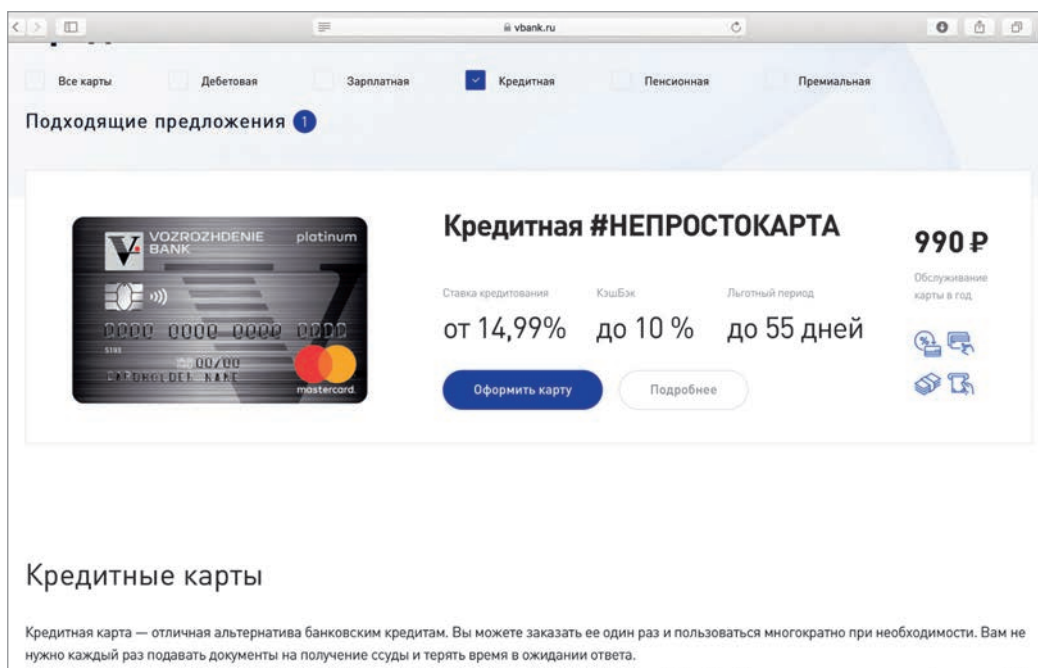 vbank.ru
Все карты
Дебетовая
Зарплатная
Кредитная
Пенсионная
Премиальная
Подходящие предложения 1
VOZROZHDENIE
BANK
platinum
0000 0000 0000 0000
5192
00/00
CARDHOLDER NAME
mastercard.
Кредитная #НЕПРОСТОКАРТА
Ставка кредитования
от 14,99%
КэшБэк
до 10 %
Льготный период
до 55 дней
Оформить карту
Подробнее
990 ₽
Обслуживание
карты в год
Кредитные карты
Кредитная карта — отличная альтернатива банковским кредитам. Вы можете заказать ее один раз и пользоваться многократно при необходимости. Вам не
нужно каждый раз подавать документы на получение ссуды и терять время в ожидании ответа.